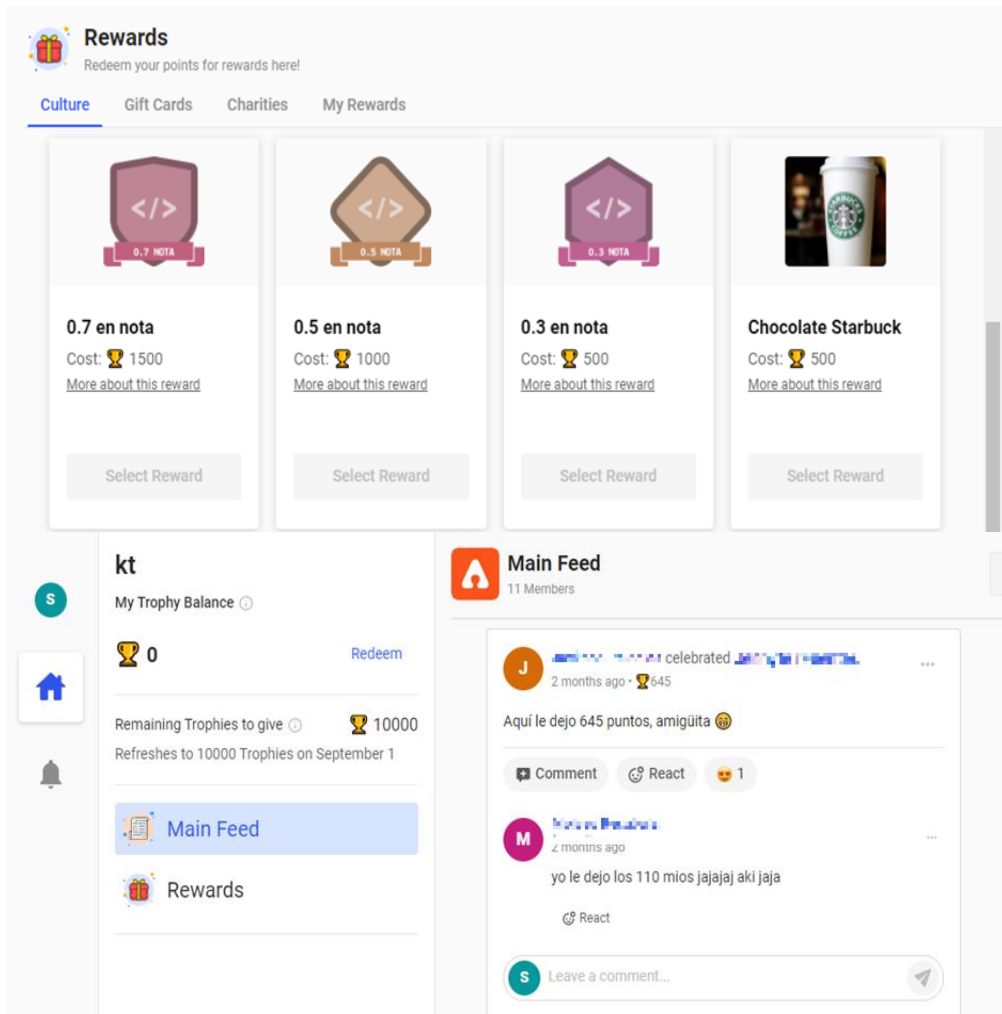 Rewards
Redeem your points for rewards here!
Culture Gift Cards Charities My Rewards
</> </> </>
0.7 NOTA 0.5 NOTA 0.3 NOTA STARBUCKS COFFEE
0.7 en nota 0.5 en nota 0.3 en nota Chocolate Starbuck
Cost: 1500 Cost: 1000 Cost: 500 Cost: 500
More about this reward More about this reward More about this reward More about this reward
Select Reward Select Reward Select Reward Select Reward
S
kt
My Trophy Balance
0 Redeem
Remaining Trophies to give 10000
Refreshes to 10000 Trophies on September 1
Main Feed
Rewards
Main Feed
11 Members
J
celebrated
2 months ago • 645
Aquí le dejo 645 puntos, amigüita
Comment React 1
M
2 months ago
yo le dejo los 110 mios jajajaj aki jaja
React
S Leave a comment...